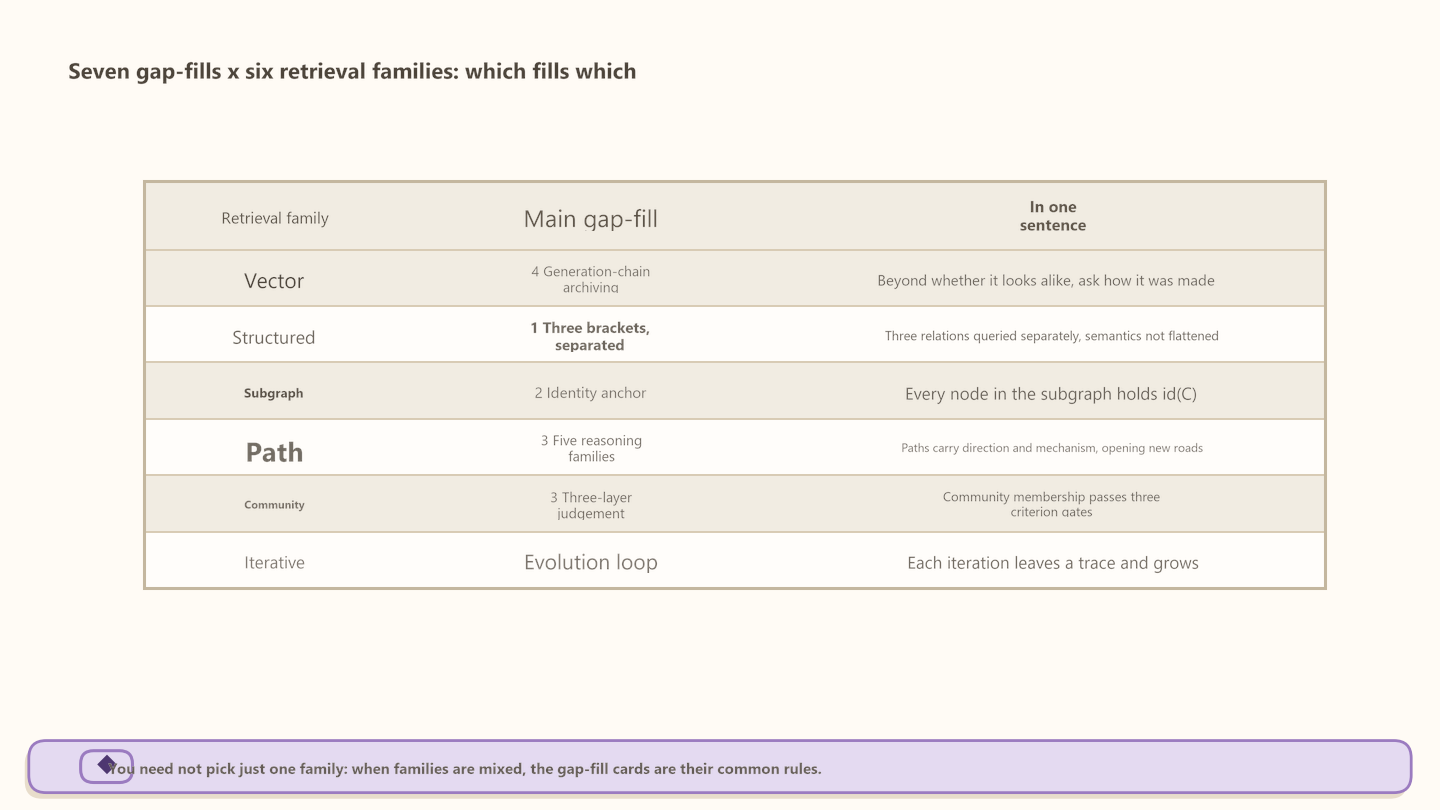 Seven gap-fills x six retrieval families: which fills which
Retrieval family
Main gap-fill
In one
sentence
Vector
4 Generation-chain
archiving
Beyond whether it looks alike, ask how it was made
Structured
1 Three brackets,
separated
Three relations queried separately, semantics not flattened
Subgraph
2 Identity anchor
Every node in the subgraph holds id(C)
Path
3 Five reasoning
families
Paths carry direction and mechanism, opening new roads
Community
3 Three-layer
judgement
Community membership passes three
criterion gates
Iterative
Evolution loop
Each iteration leaves a trace and grows
You need not pick just one family: when families are mixed, the gap-fill cards are their common rules.